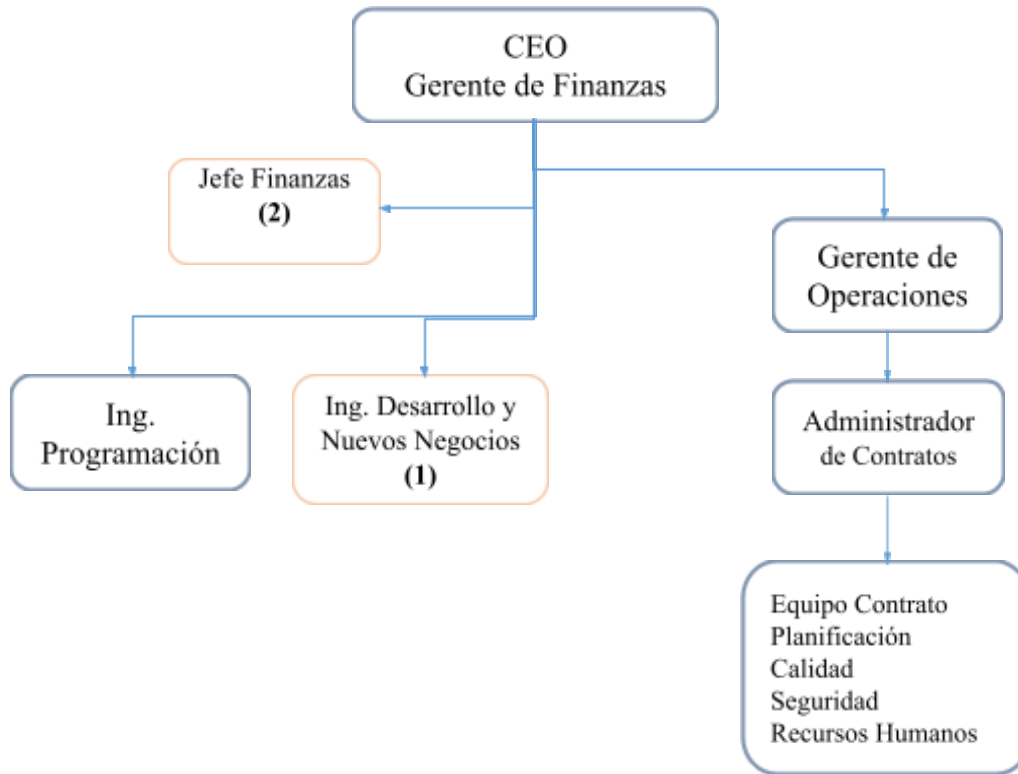 CEO
Gerente de Finanzas
Jefe Finanzas
(2)
Gerente de
Operaciones
Ing.
Programación
Ing. Desarrollo y
Nuevos Negocios
(1)
Administrador
de Contratos
Equipo Contrato
Planificación
Calidad
Seguridad
Recursos Humanos